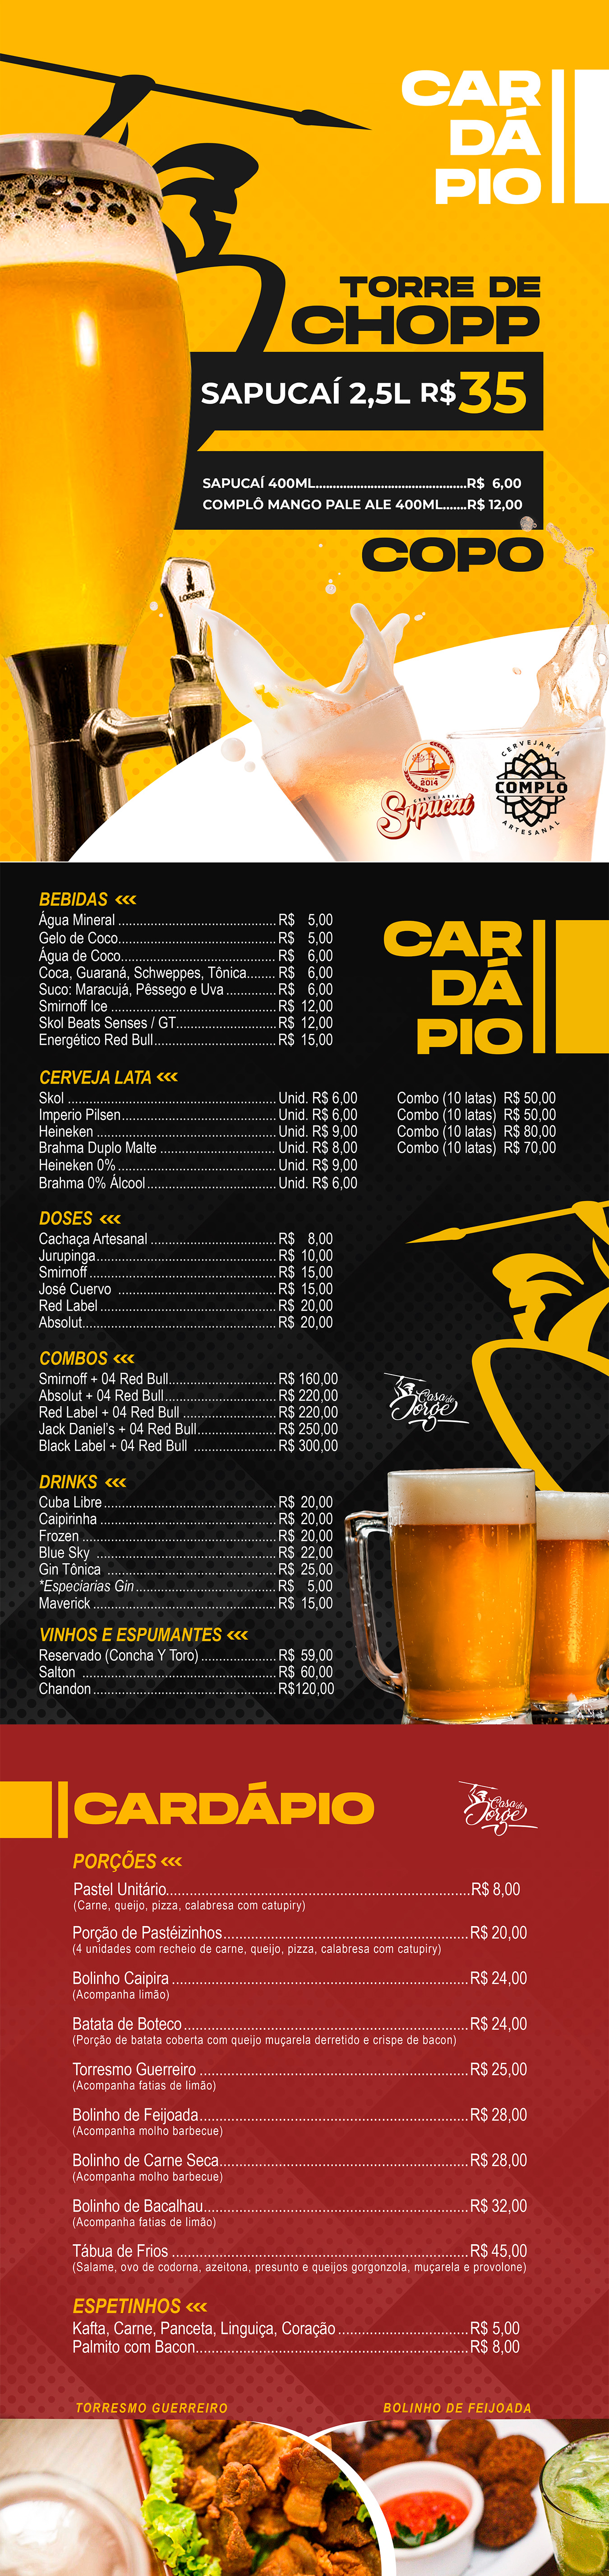 CAR
DÁ
PIO
TORRE DE
CHOPP
SAPUCAÍ 2,5L R$35
SAPUCAÍ 400ML..............................................R$ 6,00
COMPLÔ MANGO PALE ALE 400ML.......R$ 12,00
COPO
LORBEN
2014
CERVEJARIA
Sapucaí
CERVEJARIA
COMPLÔ
ARTESANAL
BEBIDAS
Água Mineral ............................................ R$ 5,00
Gelo de Coco............................................ R$ 5,00
Água de Coco........................................... R$ 6,00
Coca, Guaraná, Schweppes, Tônica........ R$ 6,00
Suco: Maracujá, Pêssego e Uva .............. R$ 6,00
Smirnoff Ice .............................................. R$ 12,00
Skol Beats Senses / GT............................ R$ 12,00
Energético Red Bull.................................. R$ 15,00
CAR
DÁ
PIO
CERVEJA LATA
Skol .......................................................... Unid. R$ 6,00 Combo (10 latas) R$ 50,00
Imperio Pilsen........................................... Unid. R$ 6,00 Combo (10 latas) R$ 50,00
Heineken .................................................. Unid. R$ 9,00 Combo (10 latas) R$ 80,00
Brahma Duplo Malte ................................ Unid. R$ 8,00 Combo (10 latas) R$ 70,00
Heineken 0%............................................ Unid. R$ 9,00
Brahma 0% Álcool.................................... Unid. R$ 6,00
DOSES
Cachaça Artesanal ................................... R$ 8,00
Jurupinga.................................................. R$ 10,00
Smirnoff .................................................... R$ 15,00
José Cuervo ............................................ R$ 15,00
Red Label ................................................. R$ 20,00
Absolut...................................................... R$ 20,00
COMBOS
Smirnoff + 04 Red Bull.............................. R$ 160,00
Absolut + 04 Red Bull............................... R$ 220,00
Red Label + 04 Red Bull .......................... R$ 220,00
Jack Daniel's + 04 Red Bull...................... R$ 250,00
Black Label + 04 Red Bull ....................... R$ 300,00
Casa de
Jorge
DRINKS
Cuba Libre ................................................ R$ 20,00
Caipirinha ................................................. R$ 20,00
Frozen ...................................................... R$ 20,00
Blue Sky .................................................. R$ 22,00
Gin Tônica ............................................... R$ 25,00
*Especiarias Gin....................................... R$ 5,00
Maverick ................................................... R$ 15,00
VINHOS E ESPUMANTES
Reservado (Concha Y Toro) ..................... R$ 59,00
Salton ...................................................... R$ 60,00
Chandon................................................... R$120,00
CARDÁPIO
Casa de
Jorge
PORÇÕES
Pastel Unitário............................................................................R$ 8,00
(Carne, queijo, pizza, calabresa com catupiry)
Porção de Pastéizinhos..............................................................R$ 20,00
(4 unidades com recheio de carne, queijo, pizza, calabresa com catupiry)
Bolinho Caipira ...........................................................................R$ 24,00
(Acompanha limão)
Batata de Boteco ........................................................................R$ 24,00
(Porção de batata coberta com queijo muçarela derretido e crispe de bacon)
Torresmo Guerreiro ....................................................................R$ 25,00
(Acompanha fatias de limão)
Bolinho de Feijoada....................................................................R$ 28,00
(Acompanha molho barbecue)
Bolinho de Carne Seca...............................................................R$ 28,00
(Acompanha molho barbecue)
Bolinho de Bacalhau...................................................................R$ 32,00
(Acompanha fatias de limão)
Tábua de Frios ...........................................................................R$ 45,00
(Salame, ovo de codorna, azeitona, presunto e queijos gorgonzola, muçarela e provolone)
ESPETINHOS
Kafta, Carne, Panceta, Linguiça, Coração .................................R$ 5,00
Palmito com Bacon.....................................................................R$ 8,00
TORRESMO GUERREIRO BOLINHO DE FEIJOADA